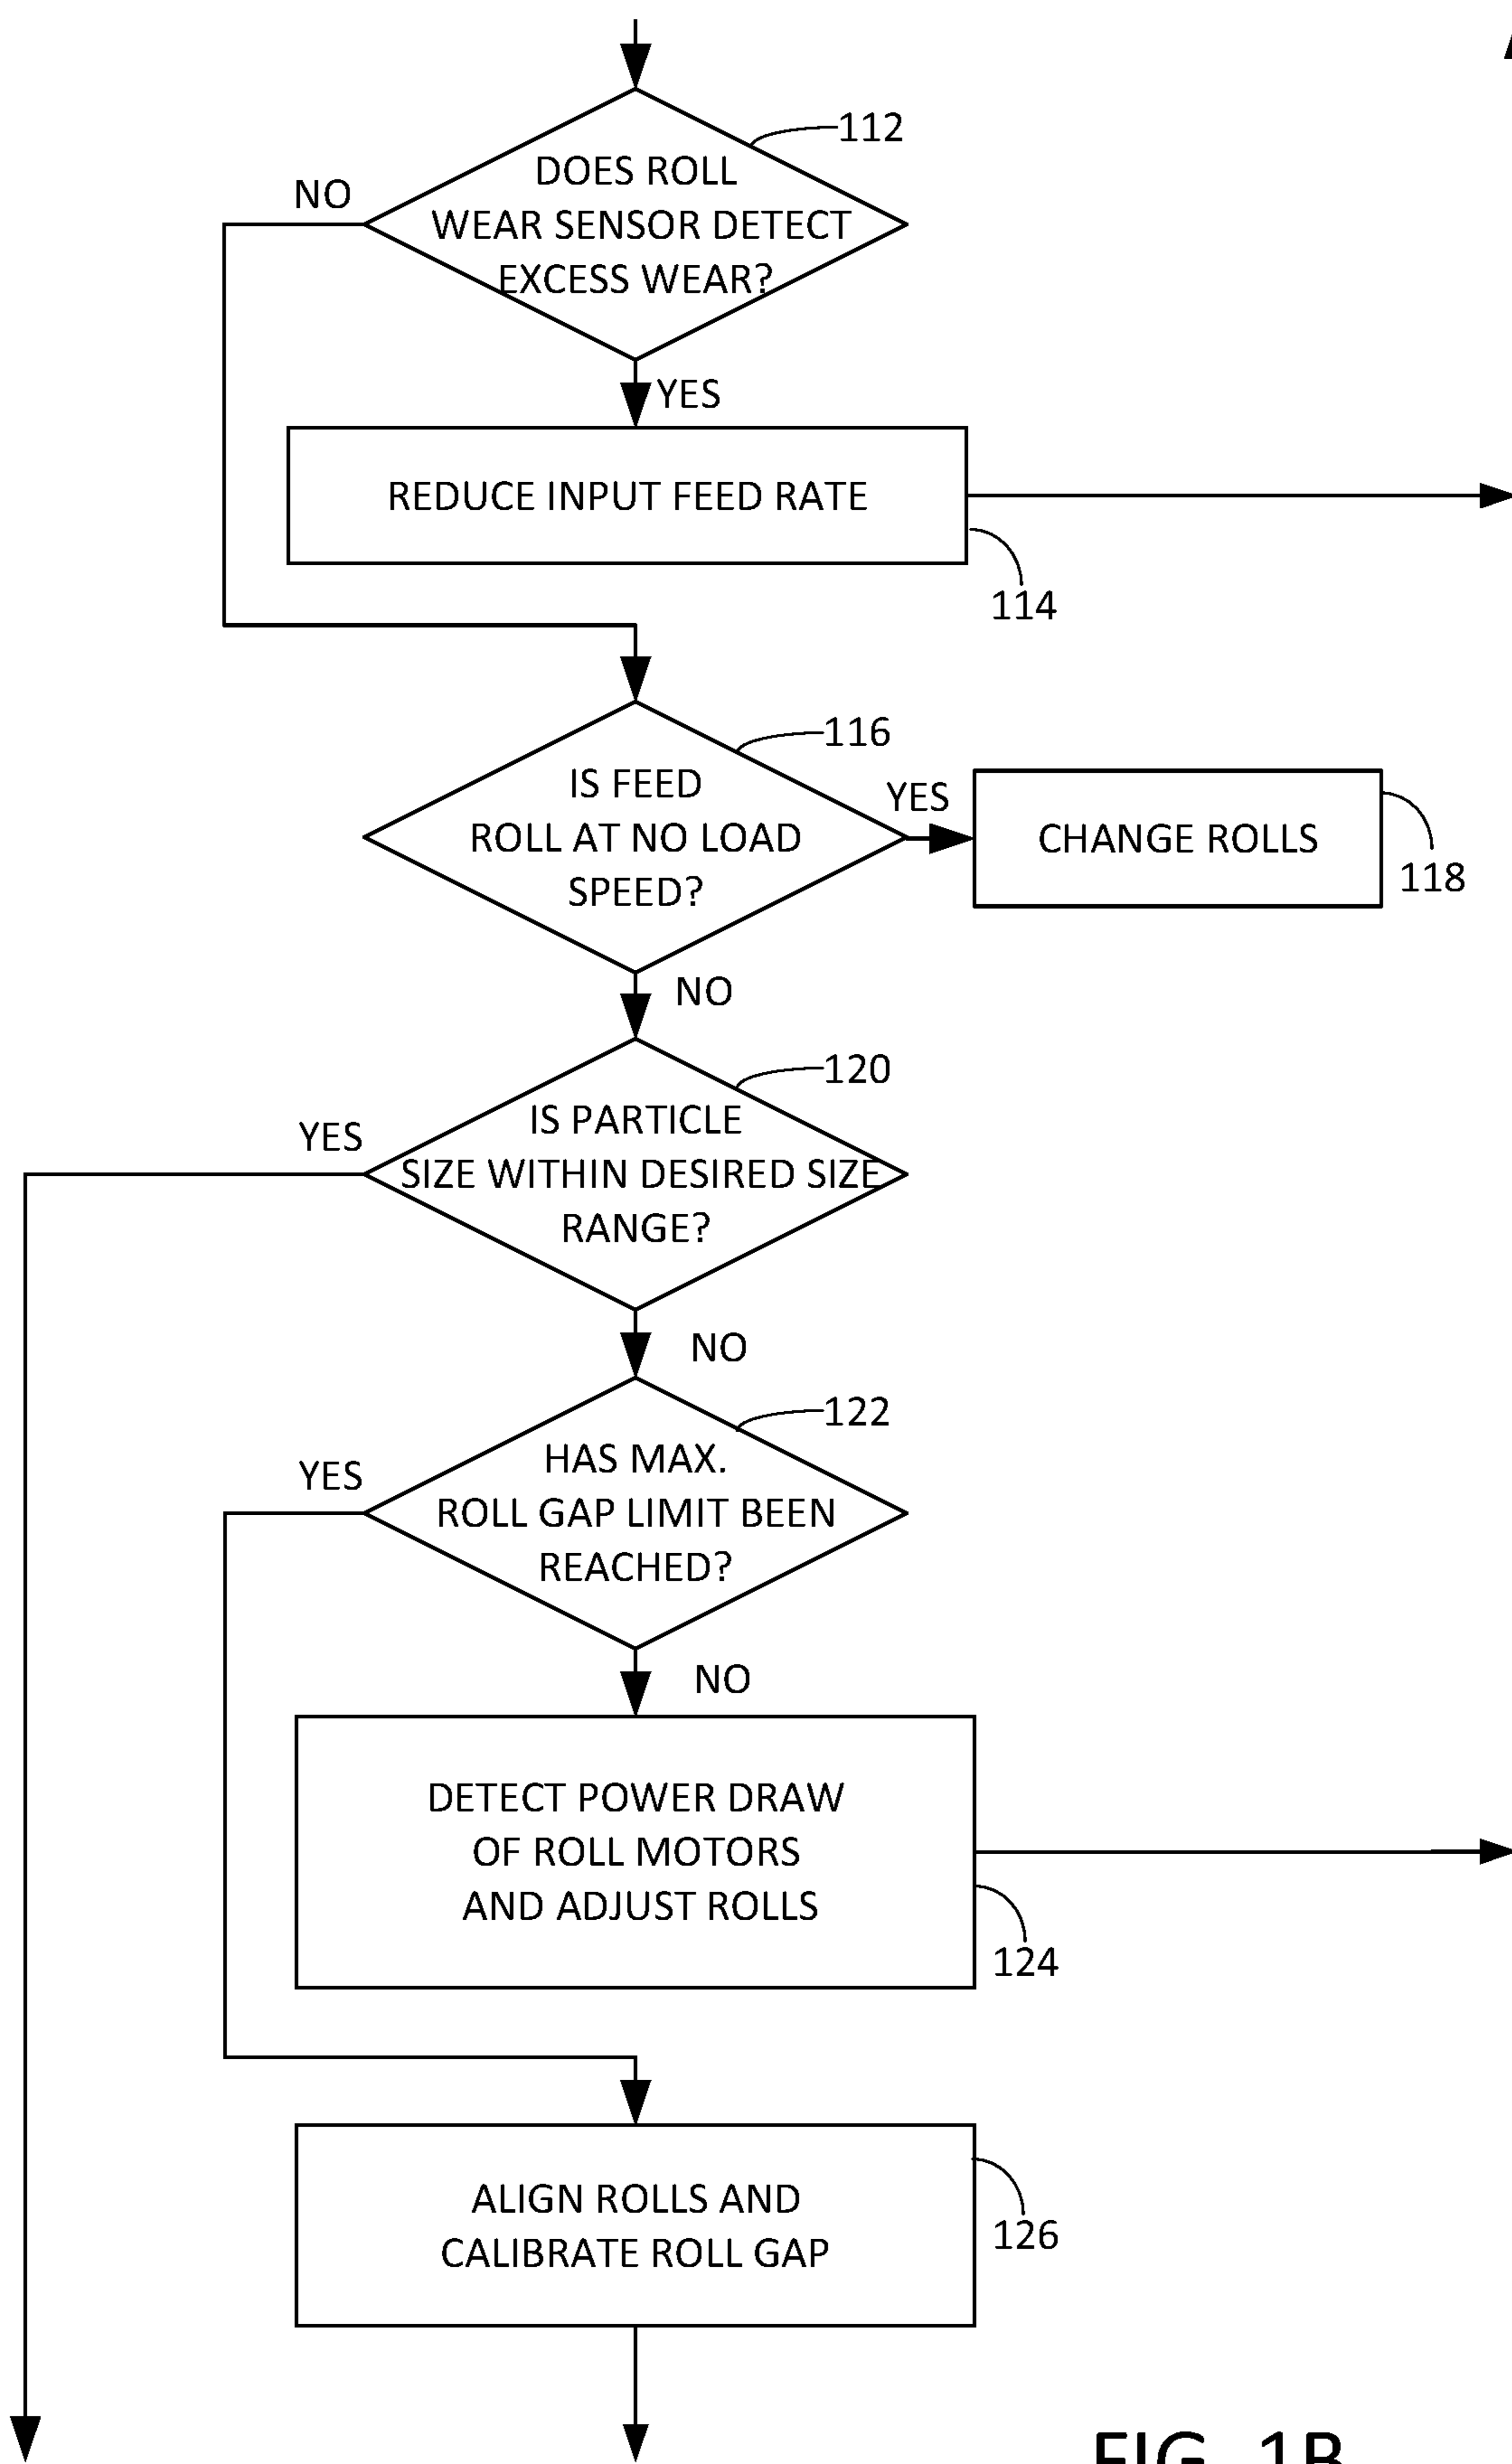 112
DOES ROLL
WEAR SENSOR DETECT
EXCESS WEAR?
NO
YES
REDUCE INPUT FEED RATE
114
116
IS FEED
ROLL AT NO LOAD
SPEED?
YES
CHANGE ROLLS
118
NO
120
IS PARTICLE
SIZE WITHIN DESIRED SIZE
RANGE?
YES
NO
122
HAS MAX.
ROLL GAP LIMIT BEEN
REACHED?
YES
NO
DETECT POWER DRAW
OF ROLL MOTORS
AND ADJUST ROLLS
124
ALIGN ROLLS AND
CALIBRATE ROLL GAP
126
FIG. 1B